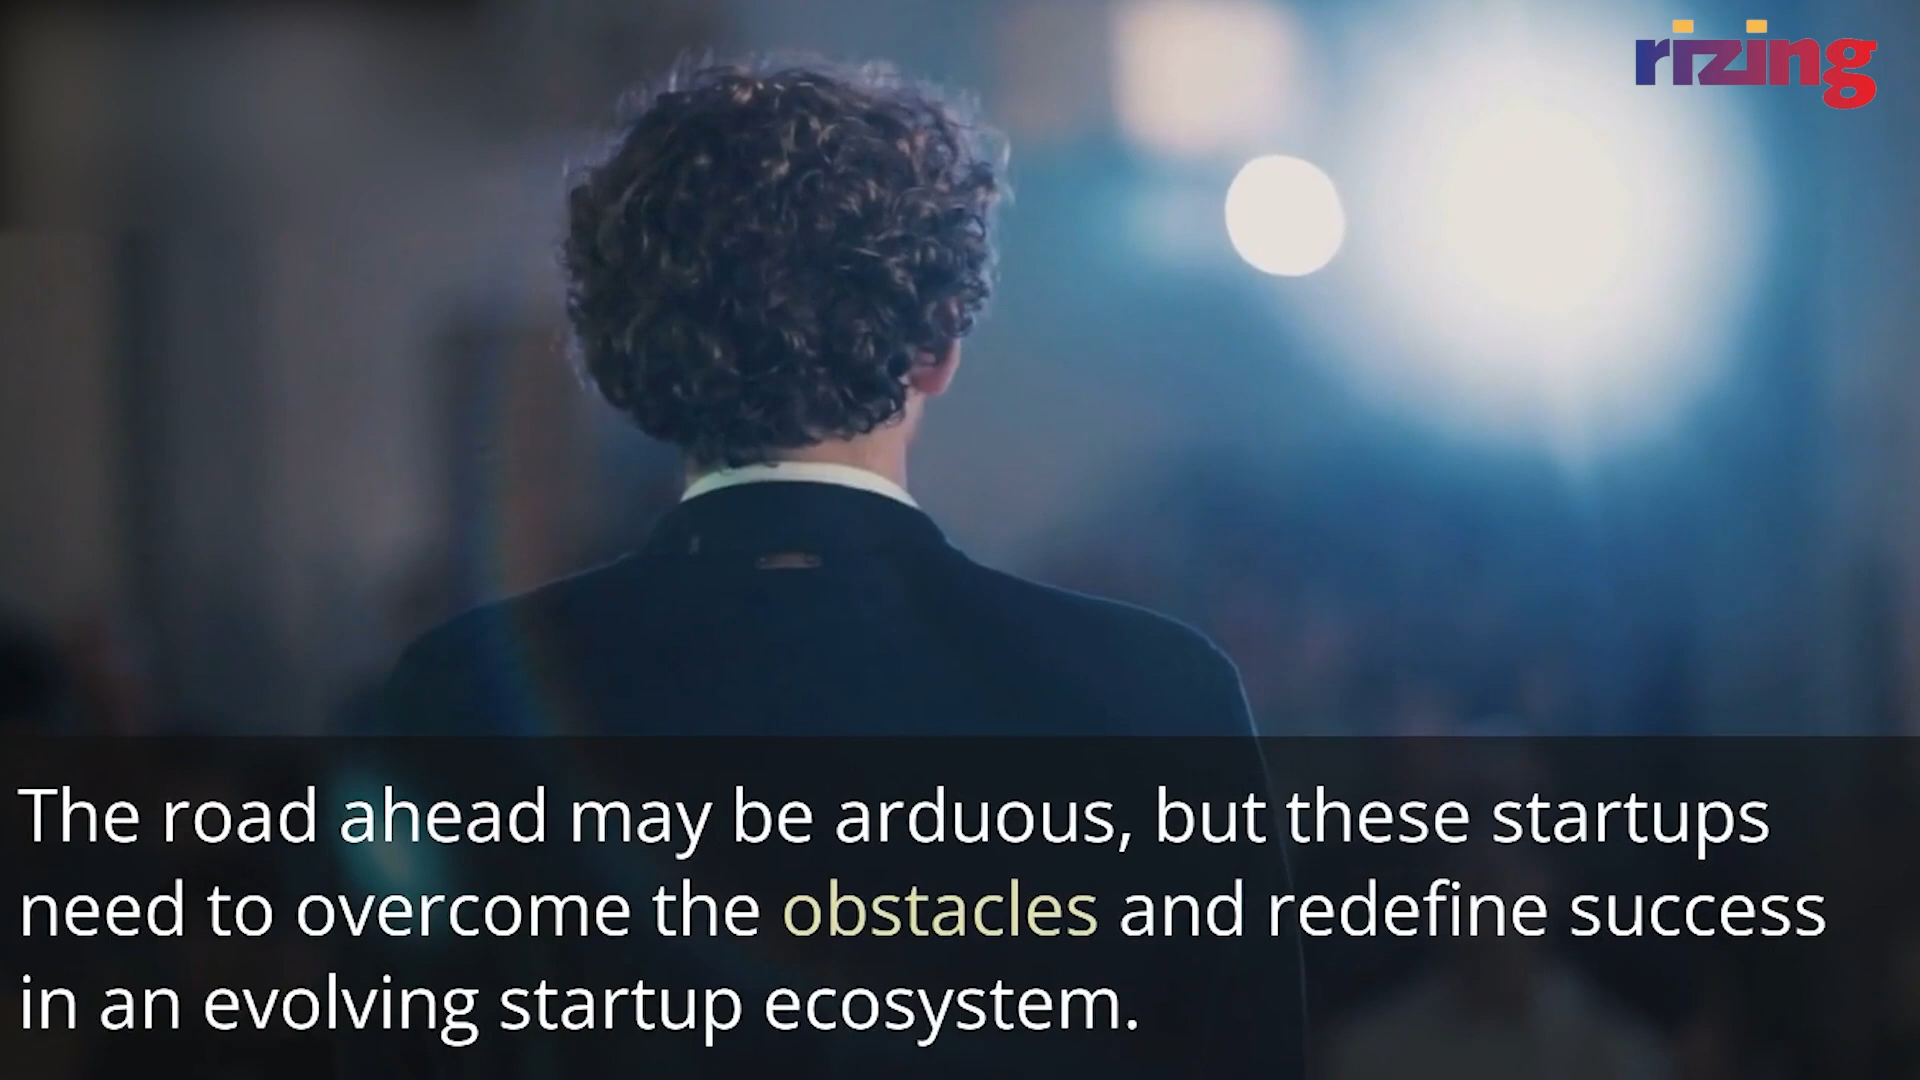 rizing
The road ahead may be arduous, but these startups
need to overcome the obstacles and redefine success
in an evolving startup ecosystem.